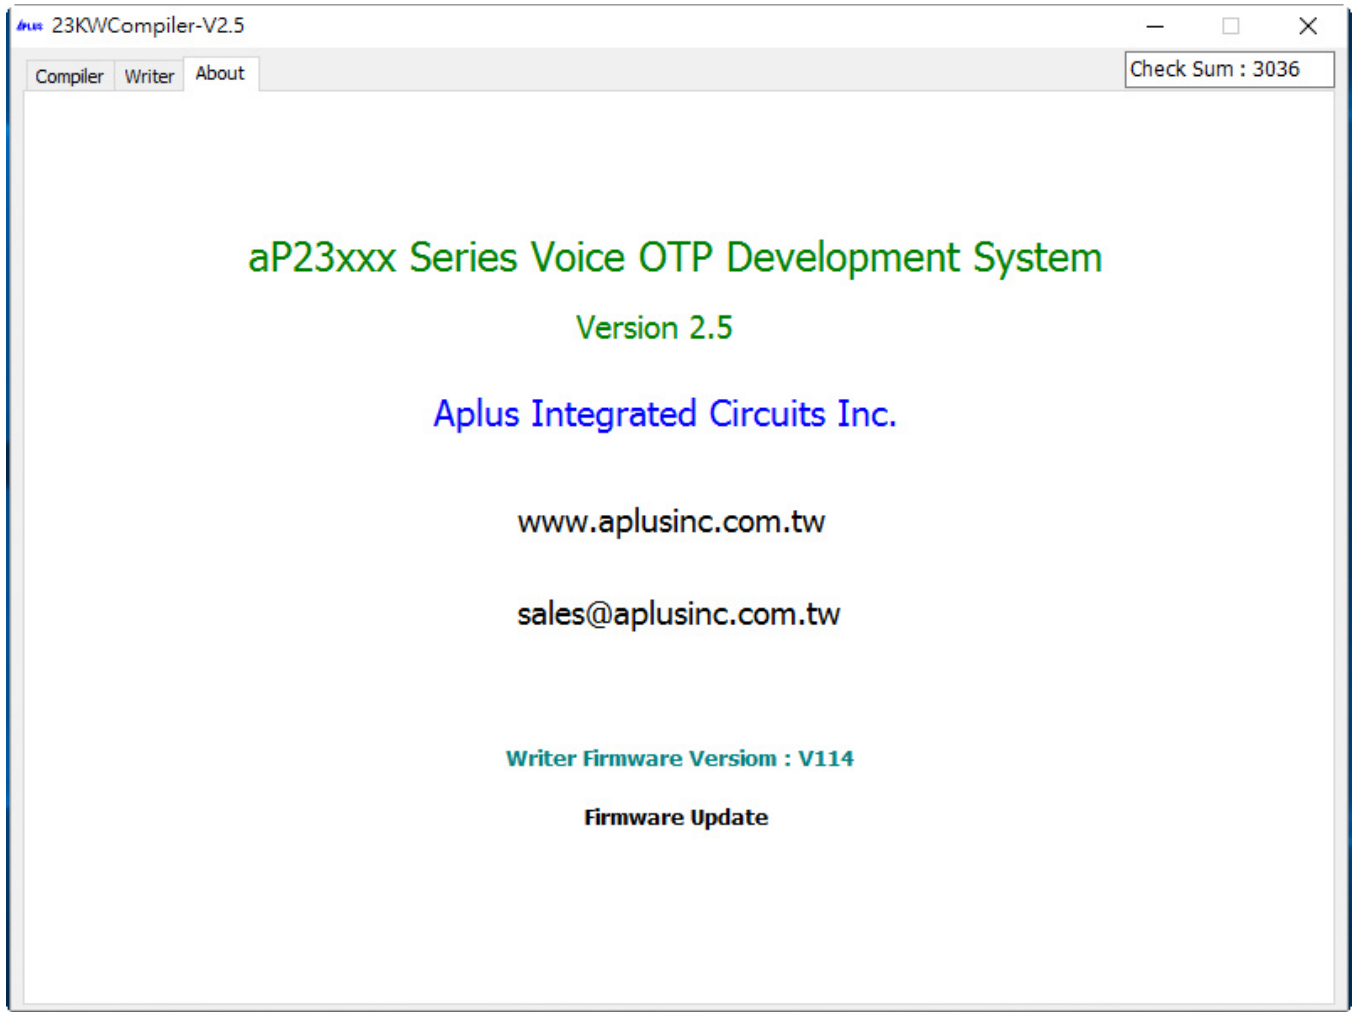 APLUS 23KWCompiler-V2.5
Compiler Writer About Check Sum : 3036
aP23xxx Series Voice OTP Development System
Version 2.5
Aplus Integrated Circuits Inc.
www.aplusinc.com.tw
sales@aplusinc.com.tw
Writer Firmware Versiom : V114
Firmware Update